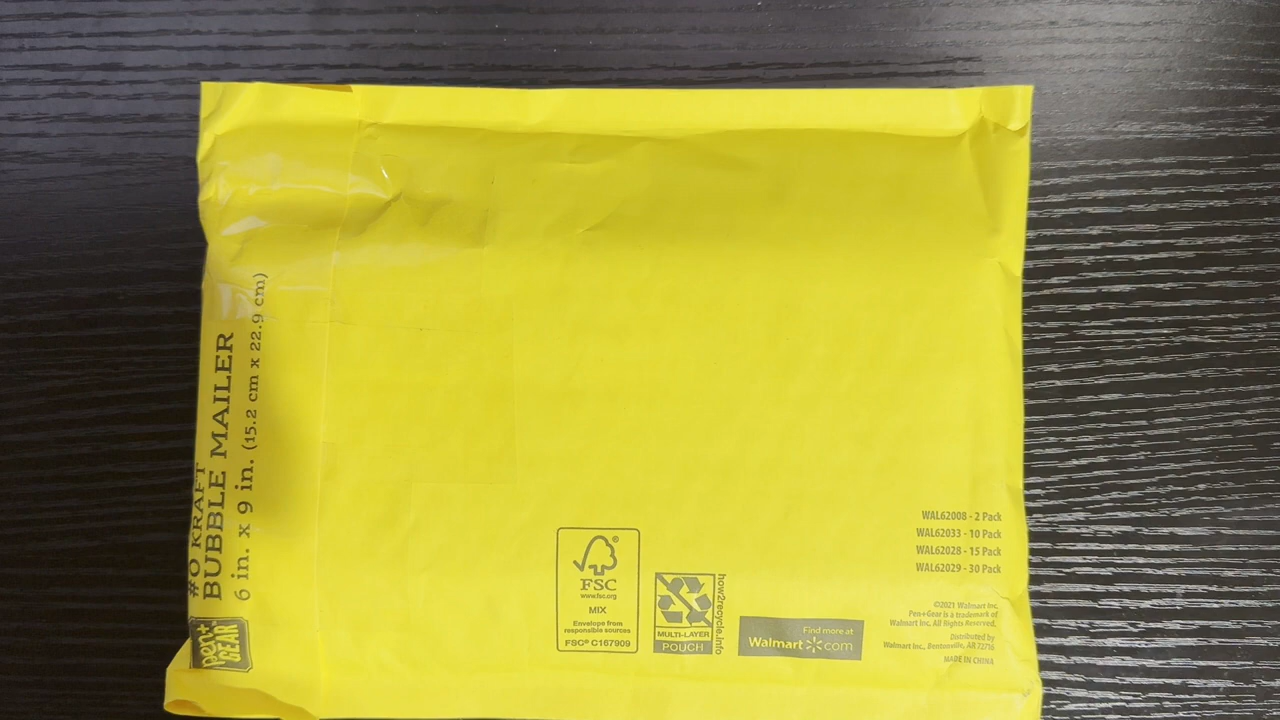 #0 KRAFT
BUBBLE MAILER
6 in. x 9 in. (15.2 cm x 22.9 cm)
pen+
GEAR
FSC®
www.fsc.org
MIX
Envelope from
responsible sources
FSC® C167909
how2recycle.info
MULTI-LAYER
POUCH
Find more at
Walmart.com
WAL62008 - 2 Pack
WAL62033 - 10 Pack
WAL62028 - 15 Pack
WAL62029 - 30 Pack
©2021 Walmart Inc.
Pen+Gear is a trademark of
Walmart Inc. All Rights Reserved.
Distributed by
Walmart Inc., Bentonville, AR 72716
MADE IN CHINA